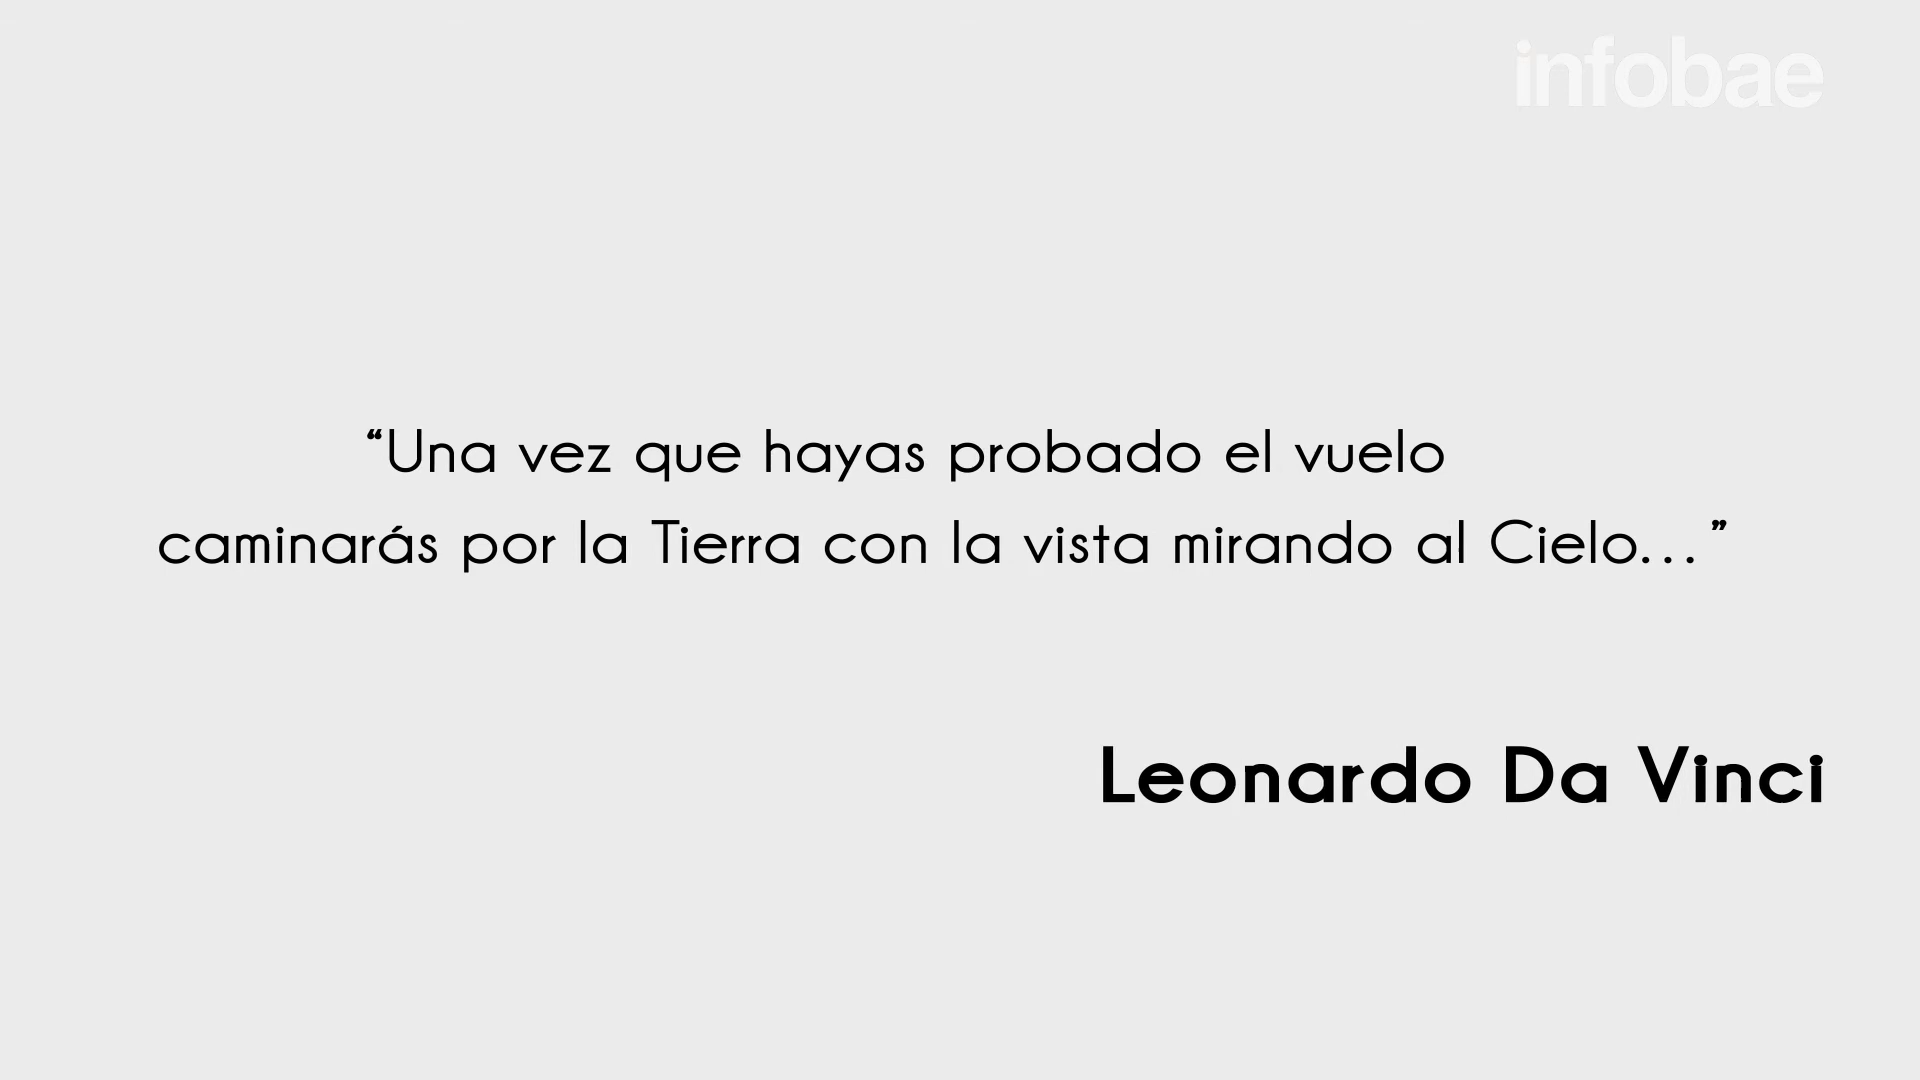 infobae
“Una vez que hayas probado el vuelo
caminarás por la Tierra con la vista mirando al Cielo...”
Leonardo Da Vinci